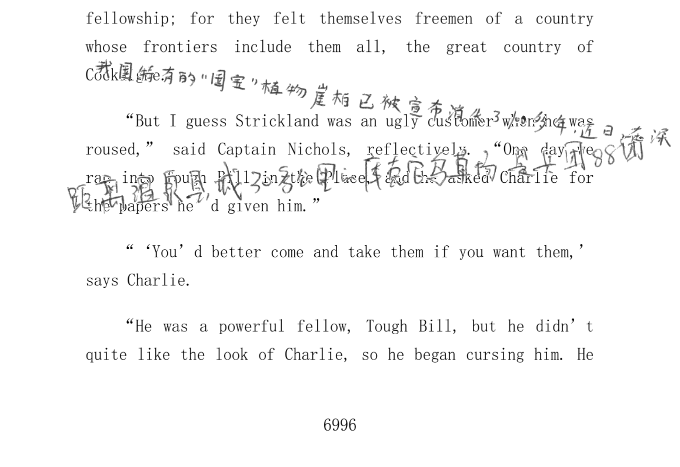 fellowship; for they felt themselves freemen of a country
whose frontiers include them all, the great country of
Cockaigne.
我国特有的“国宝”植物崖柏已被宣布消失了100多年,近日
“But I guess Strickland was an ugly customer when he was
roused,” said Captain Nichols, reflectively. “One day we
ran into Tough Bill in the Place, and he asked Charlie for
the papers he’d given him.”
“ ‘You’d better come and take them if you want them,’
says Charlie.
“He was a powerful fellow, Tough Bill, but he didn’t
quite like the look of Charlie, so he began cursing him. He
6996